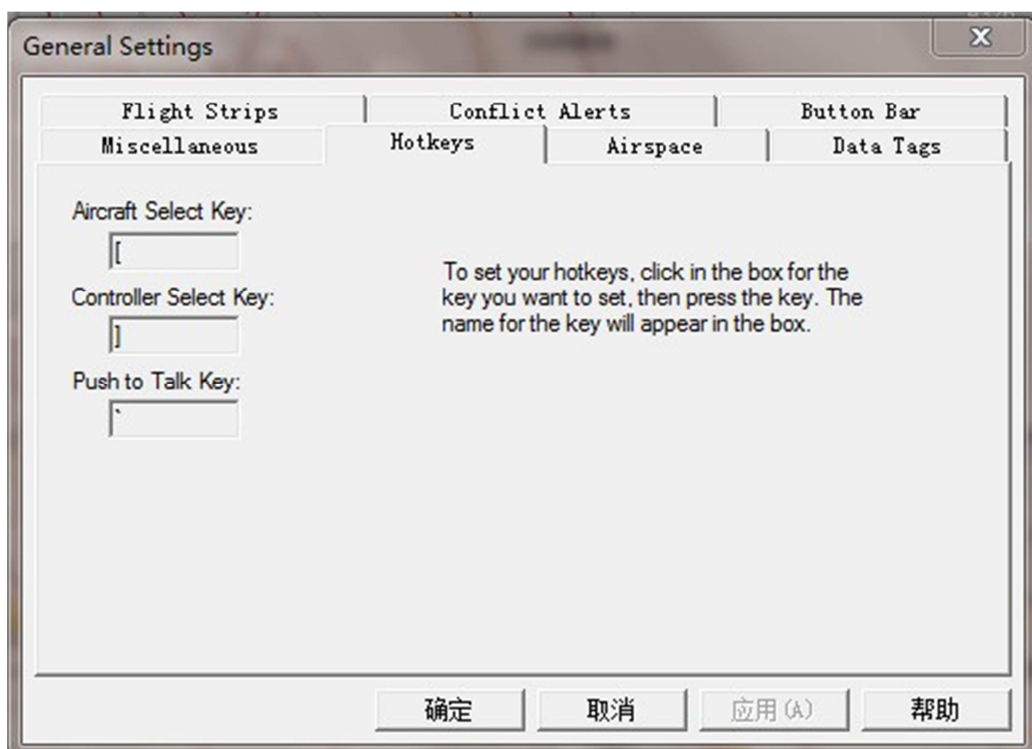 General Settings
Flight Strips
Conflict Alerts
Button Bar
Miscellaneous
Hotkeys
Airspace
Data Tags
Aircraft Select Key:
[
Controller Select Key:
]
Push to Talk Key:
`
To set your hotkeys, click in the box for the
key you want to set, then press the key. The
name for the key will appear in the box.
确定
取消
应用(A)
帮助